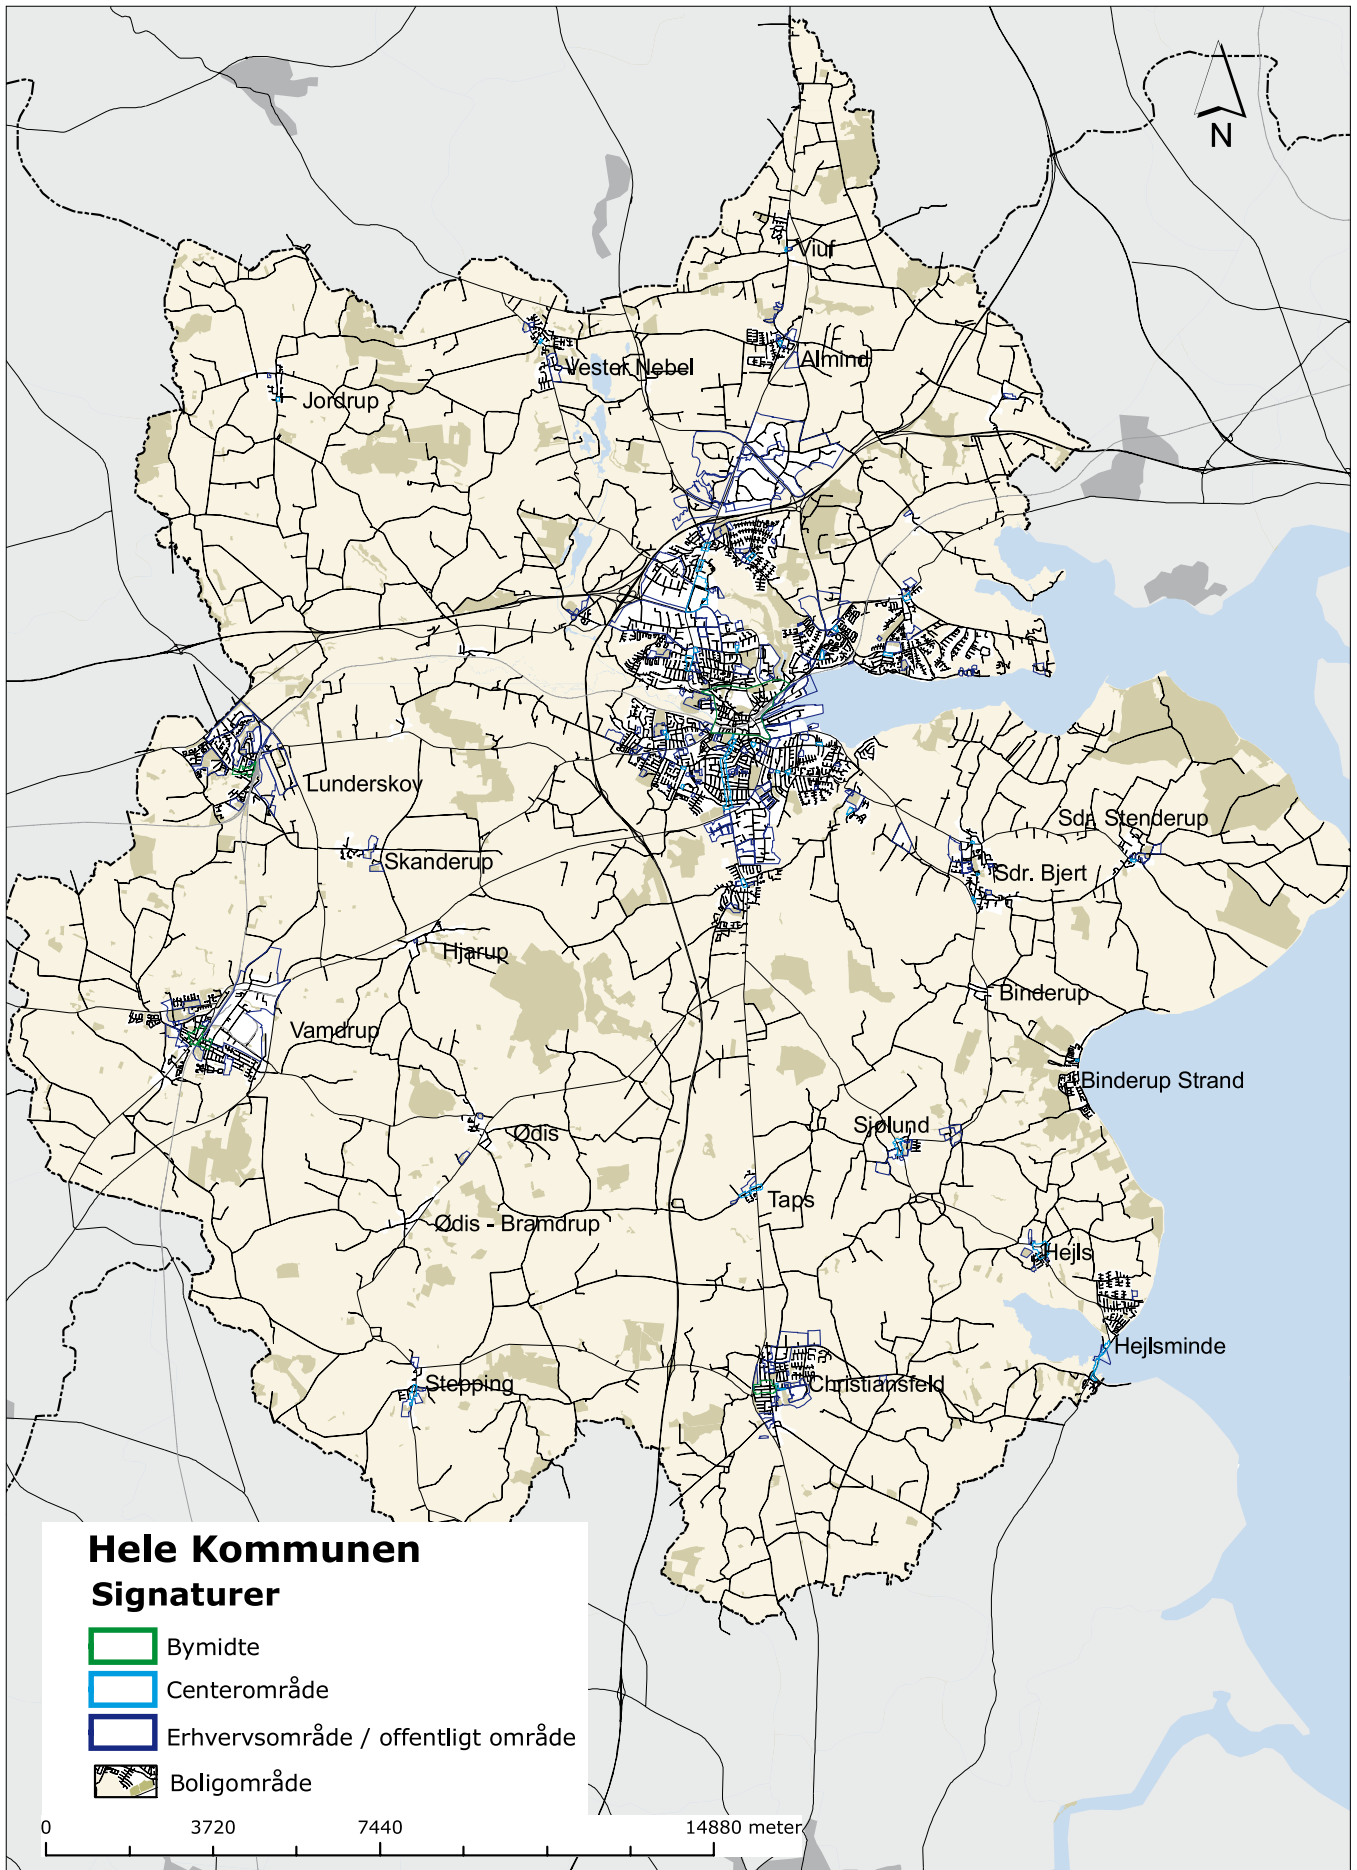 N
Viuf
Almind
Vester Nebel
Jordrup
Lunderskov
Sdr. Stenderup
Skanderup
Sdr. Bjert
Hjarup
Binderup
Vamdrup
Binderup Strand
Sjølund
Ødis
Taps
Ødis - Bramdrup
Hejls
Hejlsminde
Stepping
Christiansfeld
Hele Kommunen
Signaturer
Bymidte
Centerområde
Erhvervsområde / offentligt område
Boligområde
0 3720 7440 14880 meter